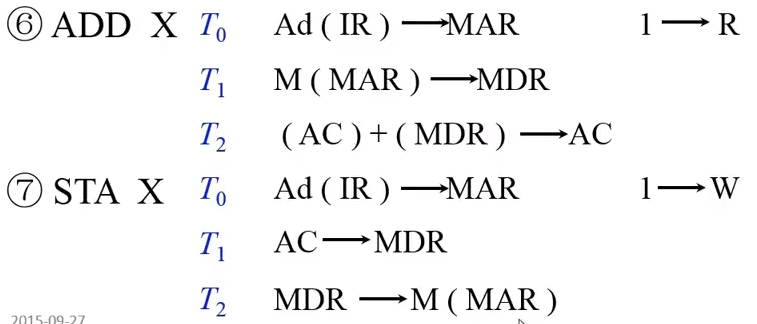 ⑥ ADD X T0 Ad ( IR ) → MAR 1 → R
T1 M ( MAR ) → MDR
T2 ( AC ) + ( MDR ) → AC
⑦ STA X T0 Ad ( IR ) → MAR 1 → W
T1 AC → MDR
T2 MDR → M ( MAR )
2015-09-27